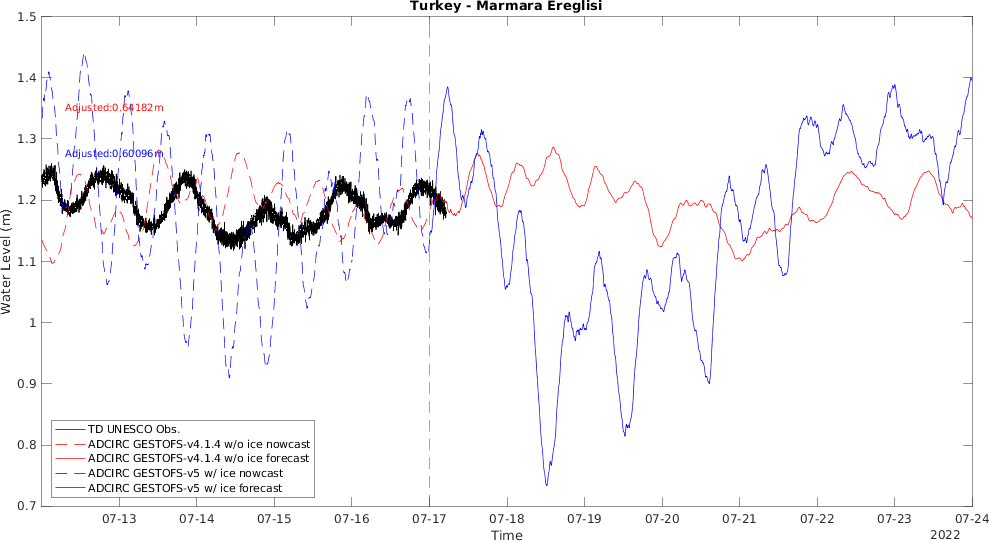 Turkey - Marmara Ereglisi
1.5
1.4
1.3
1.2
1.1
1
0.9
0.8
0.7
Water Level (m)
Adjusted:0.64182m
Adjusted:0.60096m
TD UNESCO Obs.
ADCIRC GESTOFS-v4.1.4 w/o ice nowcast
ADCIRC GESTOFS-v4.1.4 w/o ice forecast
ADCIRC GESTOFS-v5 w/ ice nowcast
ADCIRC GESTOFS-v5 w/ ice forecast
07-13 07-14 07-15 07-16 07-17 07-18 07-19 07-20 07-21 07-22 07-23 07-24
Time
2022